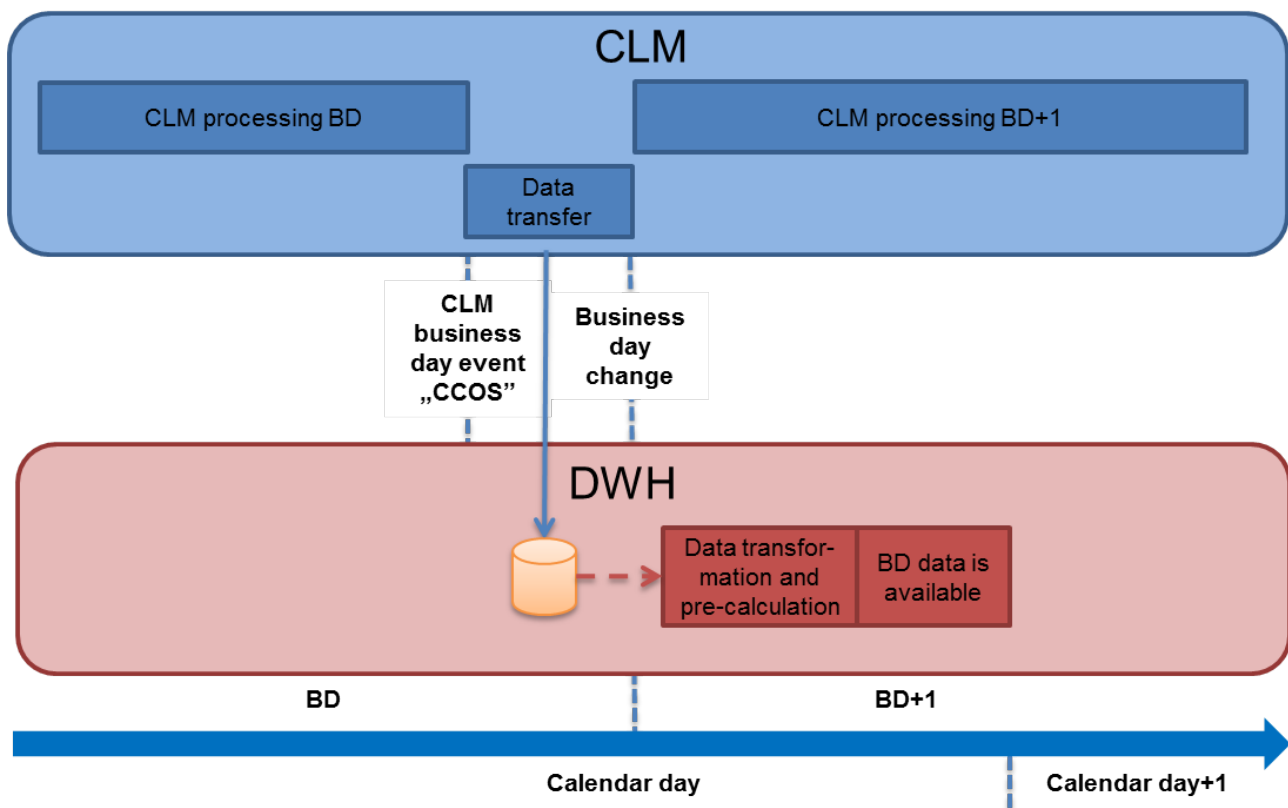 CLM
CLM processing BD
CLM processing BD+1
Data
transfer
CLM
business
day event
„CCOS”
Business
day
change
DWH
Data transfor-
mation and
pre-calculation
BD data is
available
BD
BD+1
Calendar day
Calendar day+1